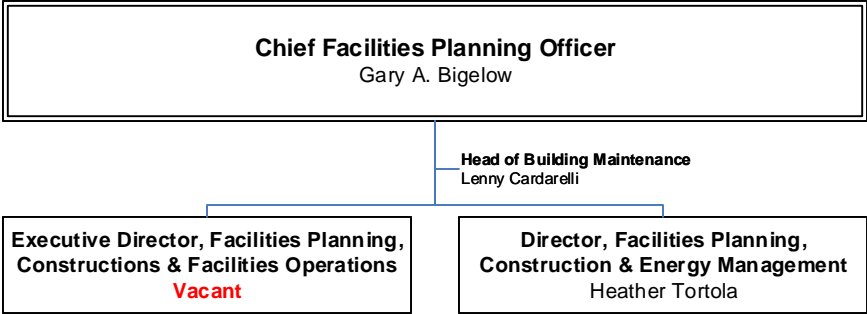 Chief Facilities Planning Officer
Gary A. Bigelow
Head of Building Maintenance
Lenny Cardarelli
Executive Director, Facilities Planning,
Constructions & Facilities Operations
Vacant
Director, Facilities Planning,
Construction & Energy Management
Heather Tortola